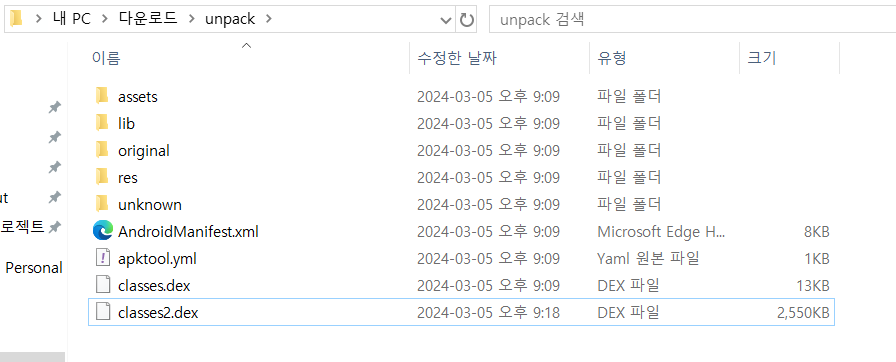 내 PC > 다운로드 > unpack >
unpack 검색
이름 수정한 날짜 유형 크기
assets 2024-03-05 오후 9:09 파일 폴더
lib 2024-03-05 오후 9:09 파일 폴더
original 2024-03-05 오후 9:09 파일 폴더
res 2024-03-05 오후 9:09 파일 폴더
unknown 2024-03-05 오후 9:09 파일 폴더
AndroidManifest.xml 2024-03-05 오후 9:09 Microsoft Edge H... 8KB
apktool.yml 2024-03-05 오후 9:09 Yaml 원본 파일 1KB
classes.dex 2024-03-05 오후 9:09 DEX 파일 13KB
classes2.dex 2024-03-05 오후 9:18 DEX 파일 2,550KB
ut
로젝트
Personal